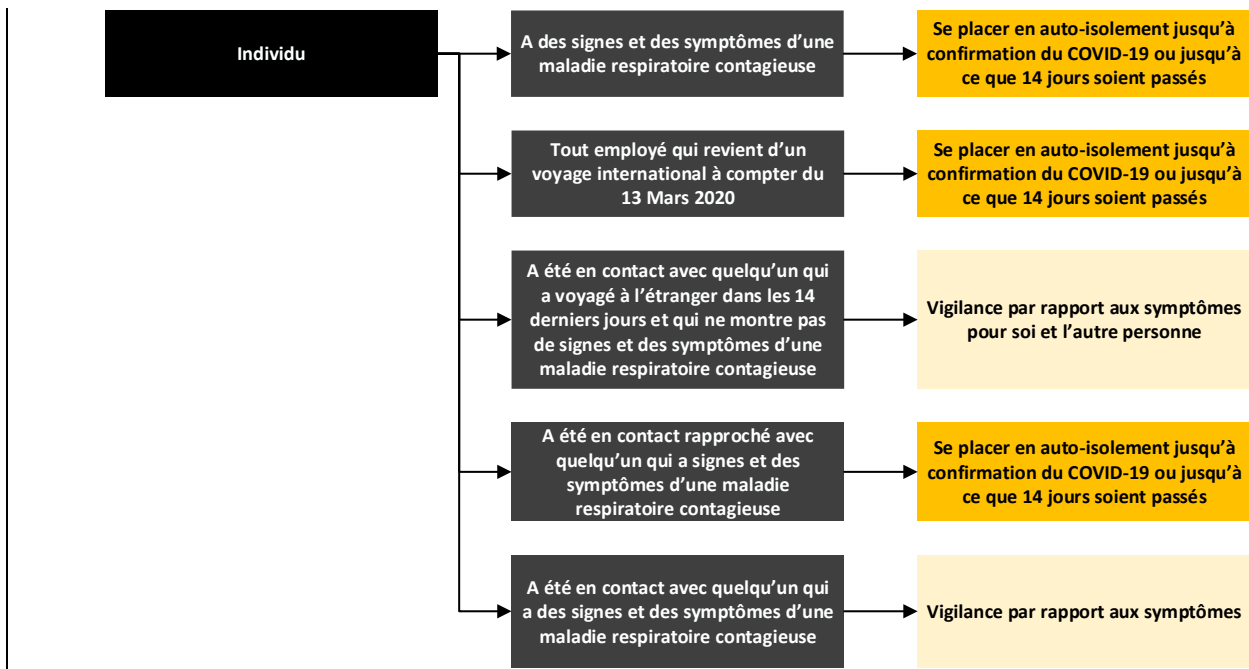 Individu
A des signes et des symptômes d’une
maladie respiratoire contagieuse
Se placer en auto-isolement jusqu’à
confirmation du COVID-19 ou jusqu’à
ce que 14 jours soient passés
Tout employé qui revient d’un
voyage international à compter du
13 Mars 2020
Se placer en auto-isolement jusqu’à
confirmation du COVID-19 ou jusqu’à
ce que 14 jours soient passés
A été en contact avec quelqu’un qui
a voyagé à l’étranger dans les 14
derniers jours et qui ne montre pas
de signes et des symptômes d’une
maladie respiratoire contagieuse
Vigilance par rapport aux symptômes
pour soi et l’autre personne
A été en contact rapproché avec
quelqu’un qui a signes et des
symptômes d’une maladie
respiratoire contagieuse
Se placer en auto-isolement jusqu’à
confirmation du COVID-19 ou jusqu’à
ce que 14 jours soient passés
A été en contact avec quelqu’un qui
a des signes et des symptômes d’une
maladie respiratoire contagieuse
Vigilance par rapport aux symptômes